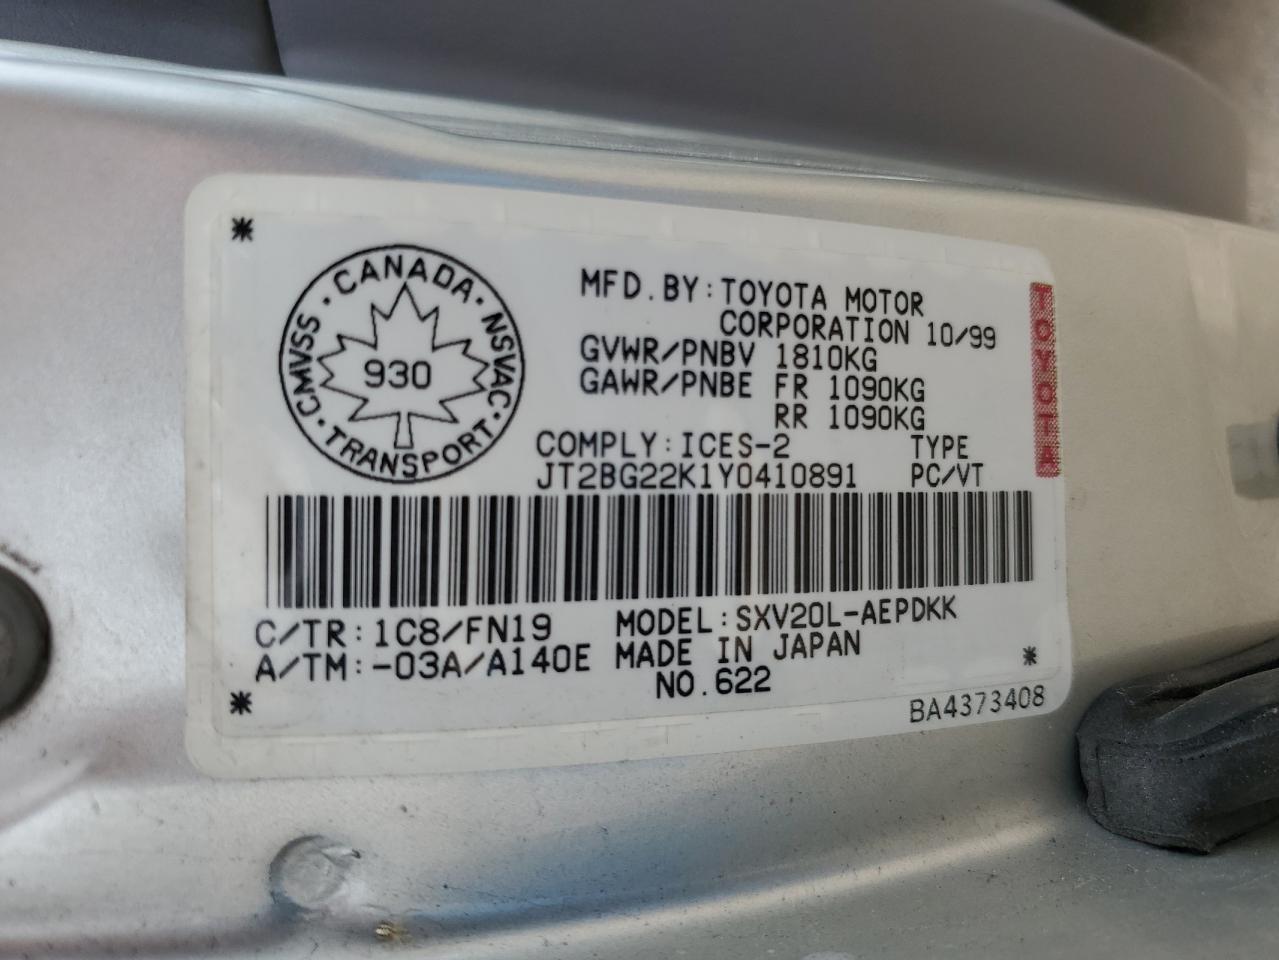 *
CANADA · NSVAC · TRANSPORT · CMVSS ·
930
MFD.BY:TOYOTA MOTOR
CORPORATION 10/99
GVWR/PNBV 1810KG
GAWR/PNBE FR 1090KG
RR 1090KG
COMPLY:ICES-2 TYPE
JT2BG22K1Y0410891 PC/VT
TOYOTA
C/TR:1C8/FN19 MODEL:SXV20L-AEPDKK
A/TM:-03A/A140E MADE IN JAPAN *
* NO.622
BA4373408